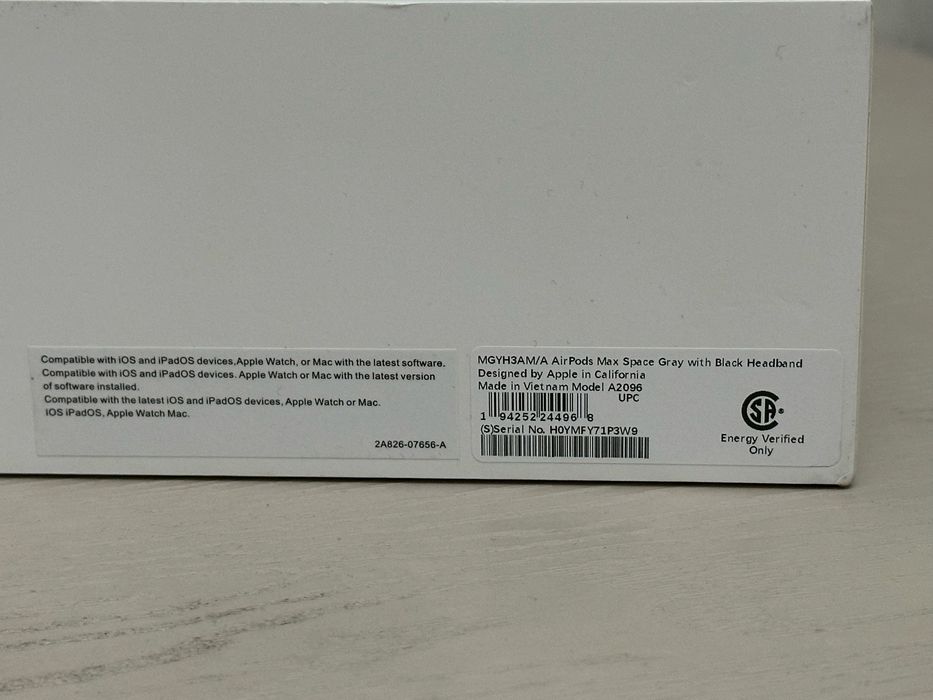 Compatible with iOS and iPadOS devices,Apple Watch, or Mac with the latest software.
Compatible with iOS and iPadOS devices. Apple Watch or Mac with the latest version
of software installed.
Compatible with the latest iOS and iPadOS devices, Apple Watch or Mac.
iOS iPadOS, Apple Watch Mac.
2A826-07656-A
MGYH3AM/A AirPods Max Space Gray with Black Headband
Designed by Apple in California
Made in Vietnam Model A2096
UPC
1 94252 24496 8
(S)Serial No. H0YMFY71P3W9
SA
Energy Verified
Only